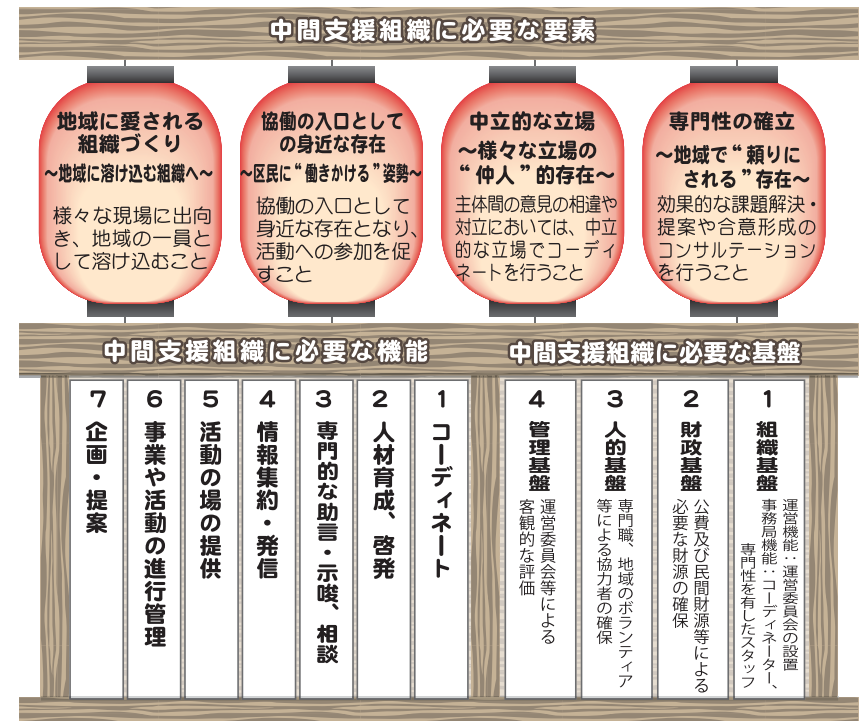 中間支援組織に必要な要素
地域に愛される
組織づくり
～地域に溶け込む組織へ～
様々な現場に出向
き、地域の一員と
して溶け込むこと
協働の入口として
の身近な存在
～区民に“働きかける”姿勢～
協働の入口として
身近な存在となり、
活動への参加を促
すこと
中立的な立場
～様々な立場の
“仲人”的存在～
主体間の意見の相違や
対立においては、中立
的な立場でコーディ
ネートを行うこと
専門性の確立
～地域で“頼りに
される”存在～
効果的な課題解決・
提案や合意形成の
コンサルテーション
を行うこと
中間支援組織に必要な機能
1 コーディネート
2 人材育成、啓発
3 専門的な助言・示唆、相談
4 情報集約・発信
5 活動の場の提供
6 事業や活動の進行管理
7 企画・提案
中間支援組織に必要な基盤
1 組織基盤
運営機能：運営委員会の設置
事務局機能：コーディネーター、
専門性を有したスタッフ
2 財政基盤
公費及び民間財源等による
必要な財源の確保
3 人的基盤
専門職、地域のボランティア
等による協力者の確保
4 管理基盤
運営委員会等による
客観的な評価